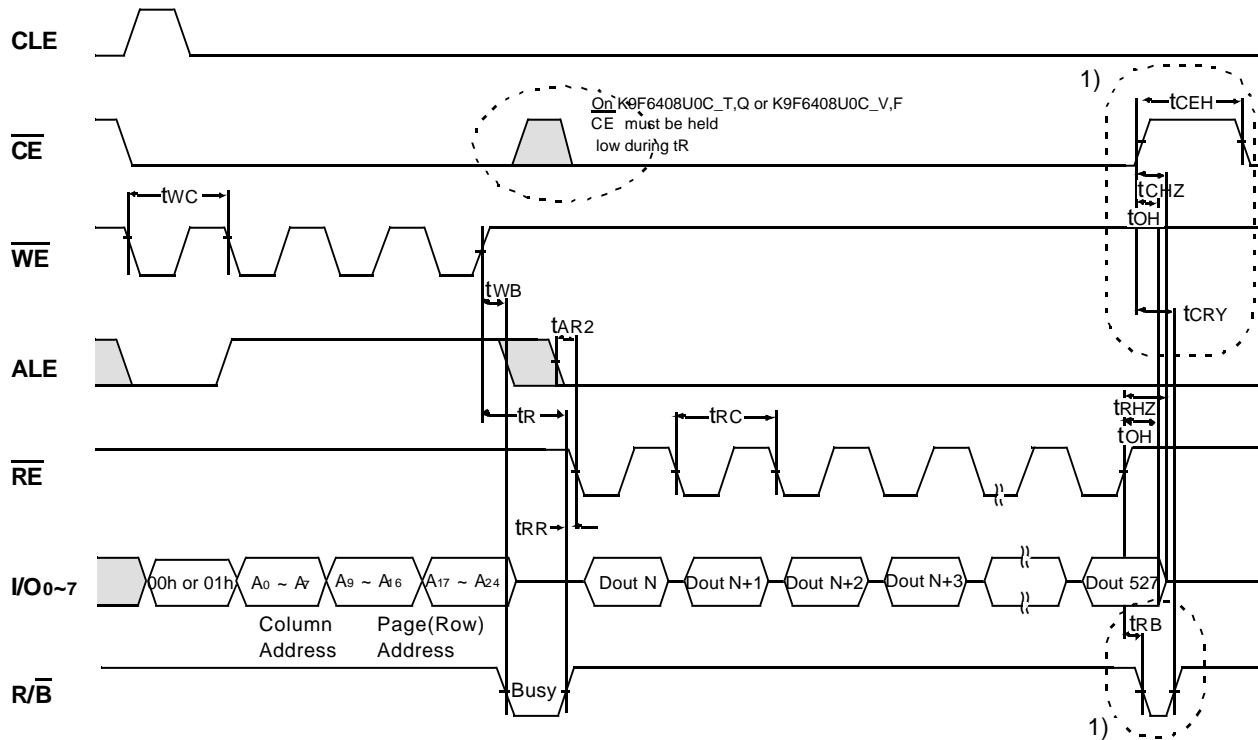 CLE
1)
tCEH
On K9F6408U0C_T,Q or K9F6408U0C_V,F
CE must be held
low during tR
CE
tCHZ
tOH
tWC
WE
tWB
tCRY
tAR2
ALE
tR
tRC
tRHZ
tOH
RE
tRR
I/O0~7
00h or 01h
A0 ~ A7
A9 ~ A16
A17 ~ A24
Dout N
Dout N+1
Dout N+2
Dout N+3
Dout 527
Column
Address
Page(Row)
Address
tRB
R/B
Busy
1)